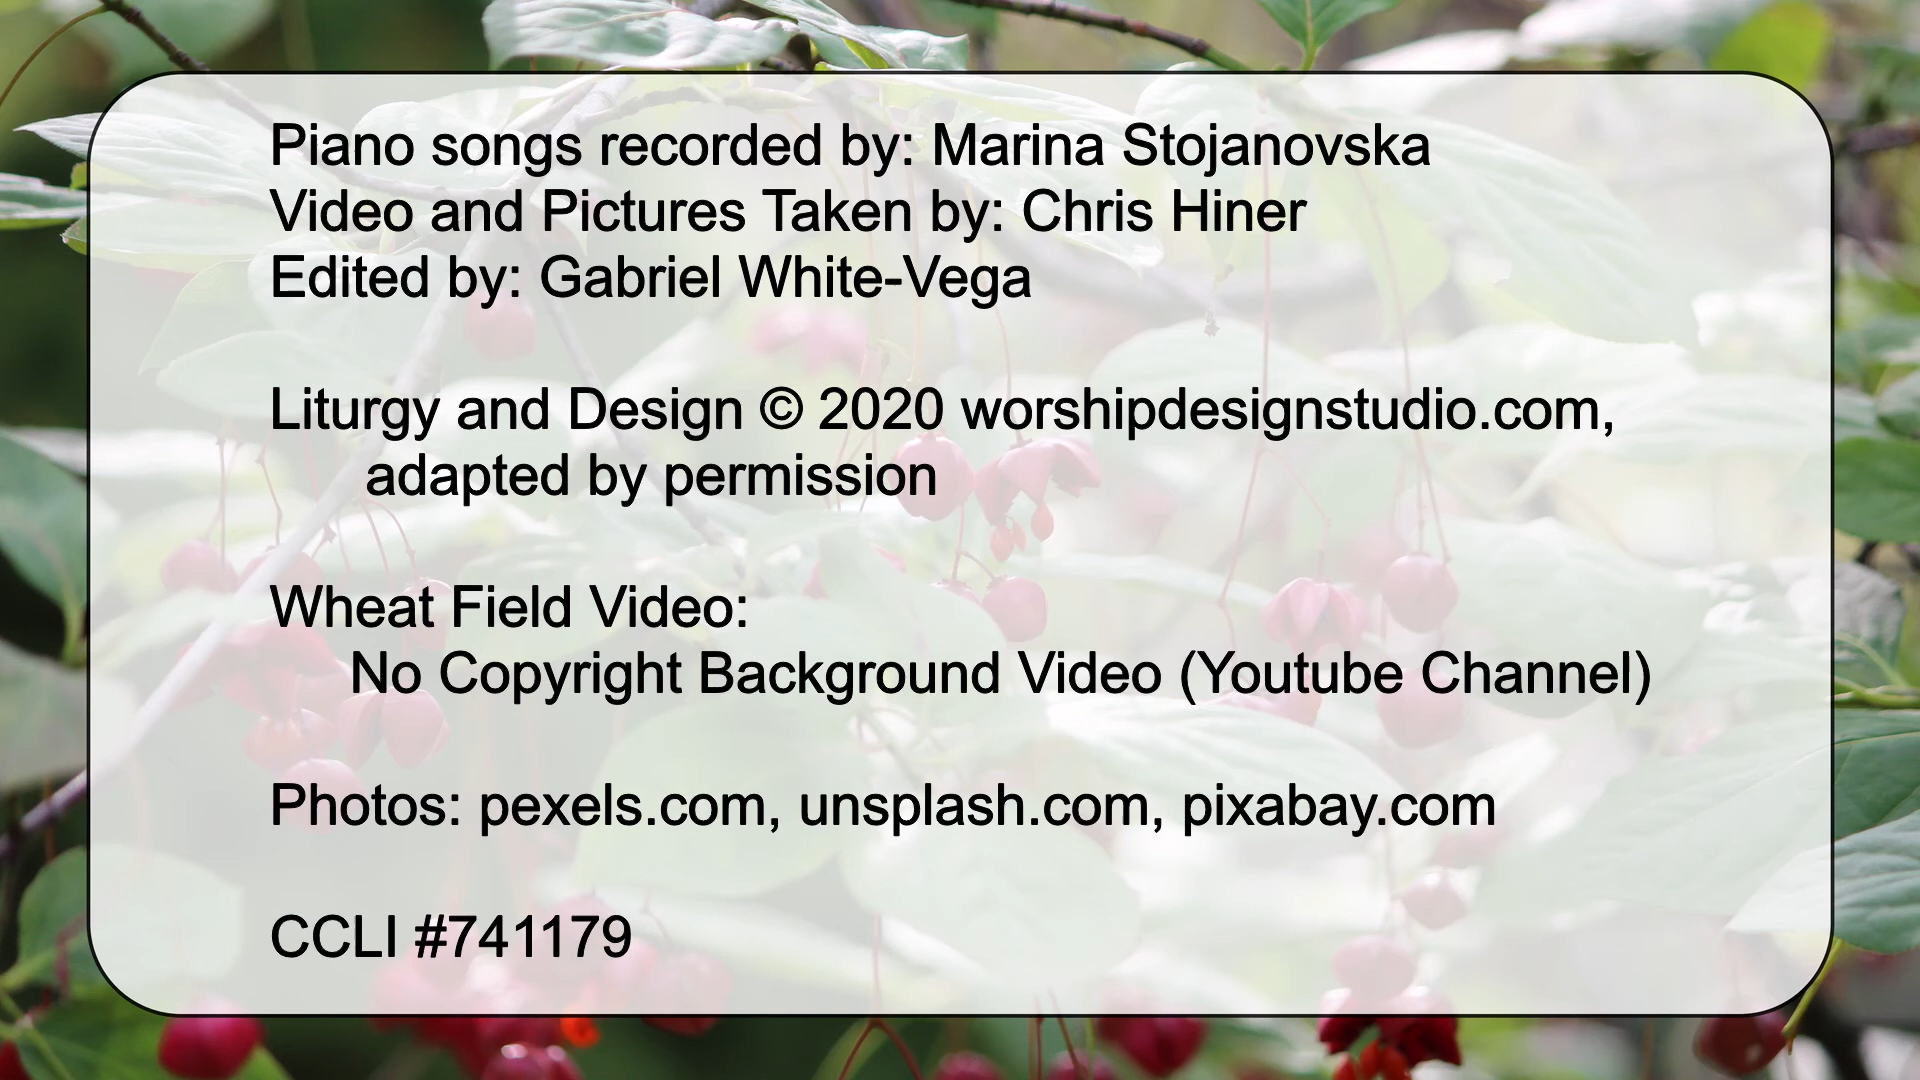 Piano songs recorded by: Marina Stojanovska
Video and Pictures Taken by: Chris Hiner
Edited by: Gabriel White-Vega
Liturgy and Design © 2020 worshipdesignstudio.com,
adapted by permission
Wheat Field Video:
No Copyright Background Video (Youtube Channel)
Photos: pexels.com, unsplash.com, pixabay.com
CCLI #741179